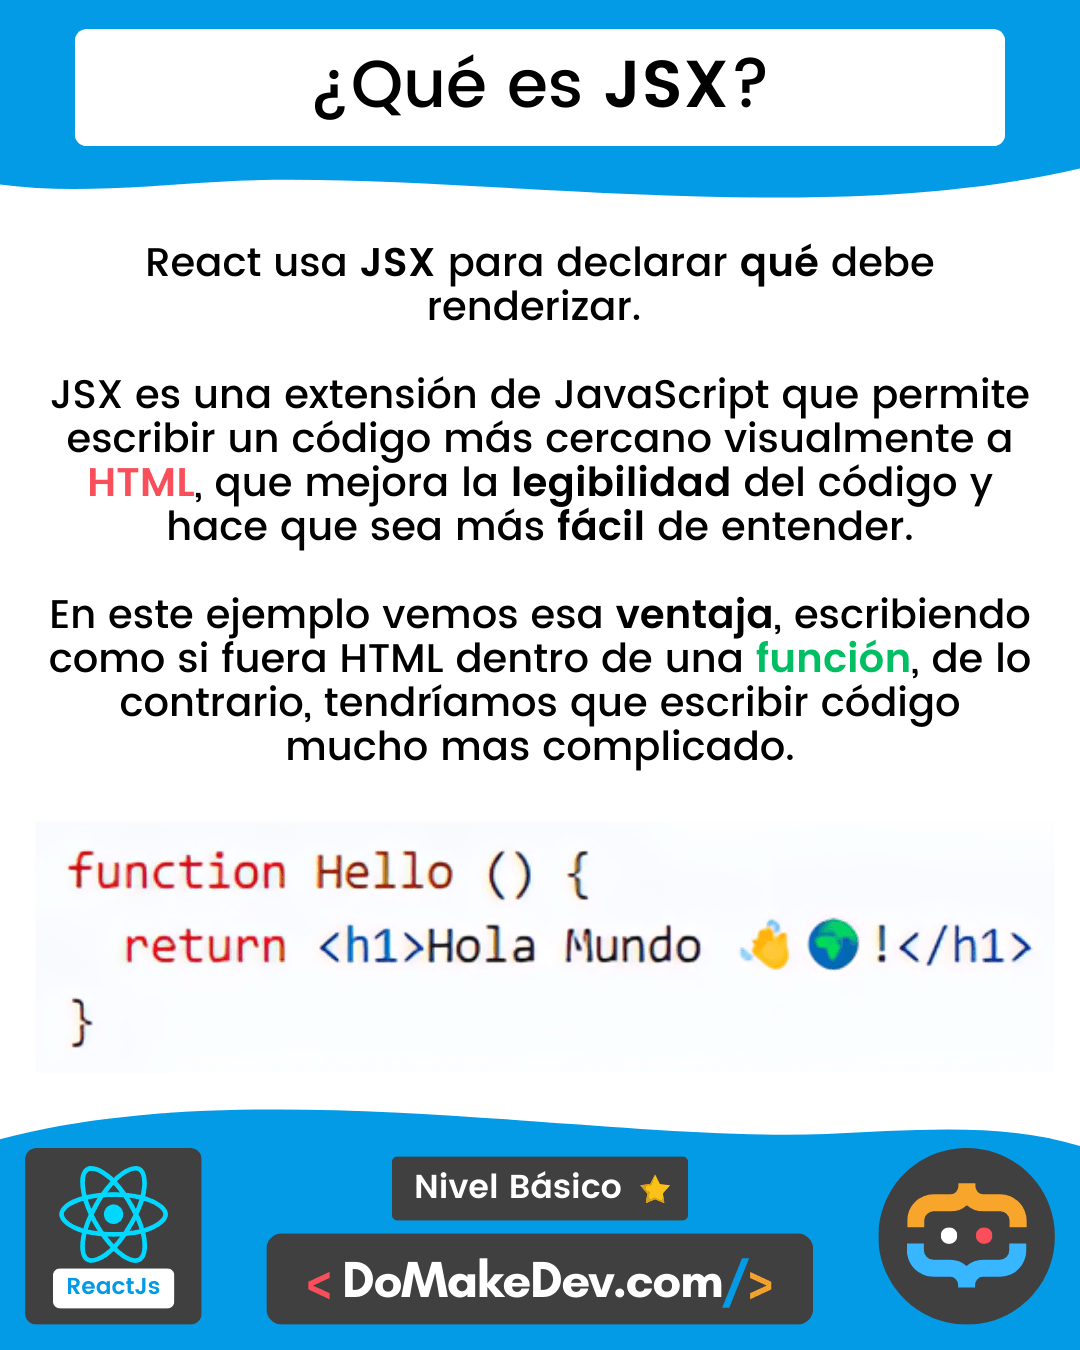 ¿Qué es JSX?
React usa JSX para declarar qué debe
renderizar.
JSX es una extensión de JavaScript que permite
escribir un código más cercano visualmente a
HTML, que mejora la legibilidad del código y
hace que sea más fácil de entender.
En este ejemplo vemos esa ventaja, escribiendo
como si fuera HTML dentro de una función, de lo
contrario, tendríamos que escribir código
mucho mas complicado.
function Hello () {
return <h1>Hola Mundo 👋🌍!</h1>
}
Nivel Básico ⭐
ReactJs
< DoMakeDev.com/>